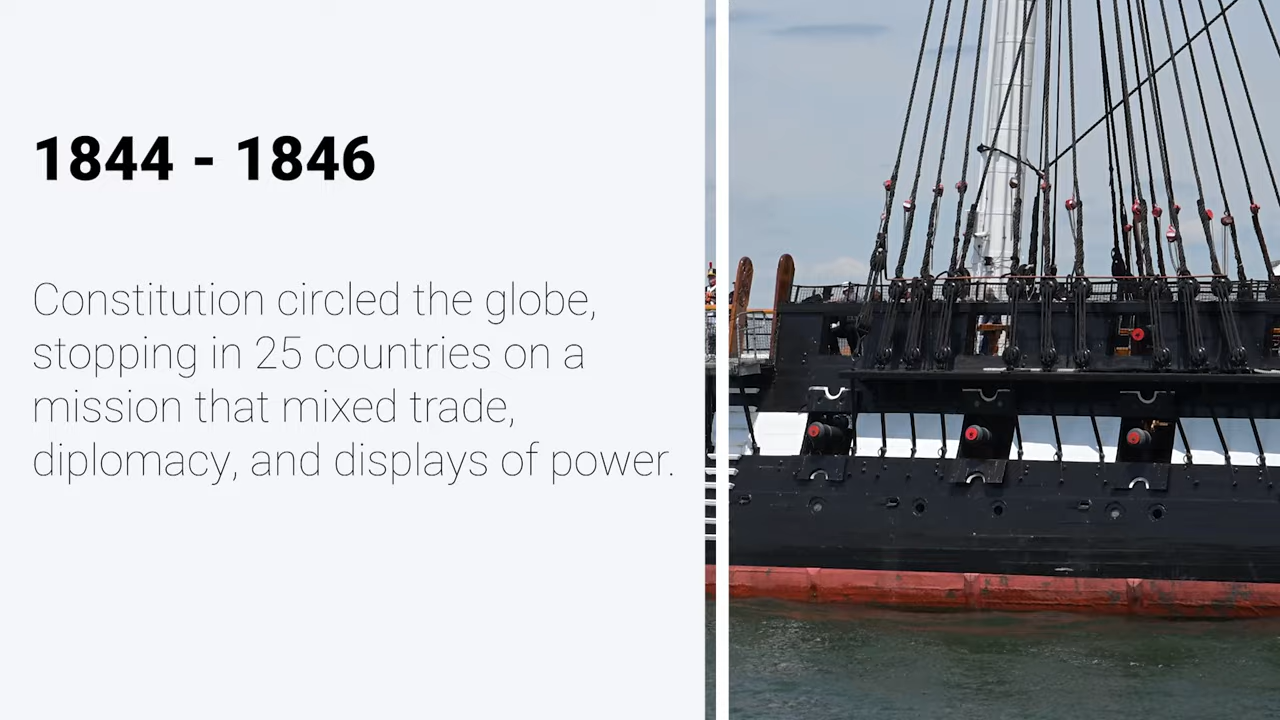 1844 - 1846
Constitution circled the globe,
stopping in 25 countries on a
mission that mixed trade,
diplomacy, and displays of power.